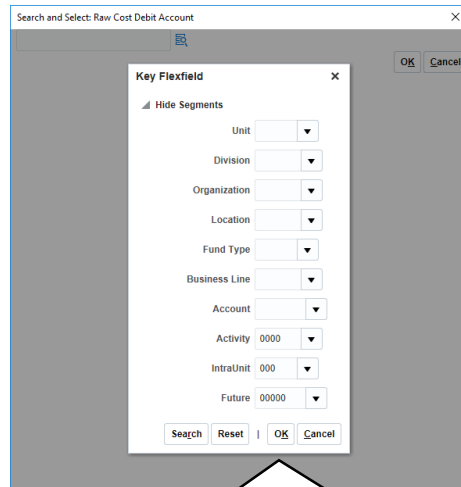 Search and Select: Raw Cost Debit Account
OK Cancel
Key Flexfield
Hide Segments
Unit
Division
Organization
Location
Fund Type
Business Line
Account
Activity 0000
IntraUnit 000
Future 00000
Search Reset | OK Cancel